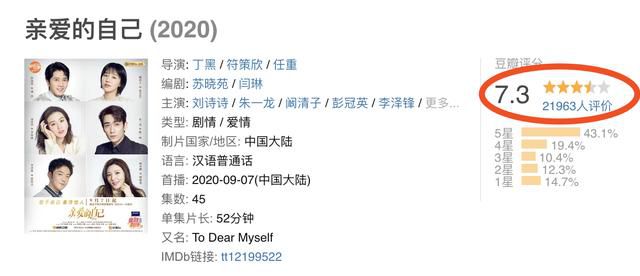 亲爱的自己 (2020)
导演: 丁黑 / 符策欣 / 任重
编剧: 苏晓苑 / 闫琳
主演: 刘诗诗 / 朱一龙 / 阚清子 / 彭冠英 / 李泽锋 / 更多...
类型: 剧情 / 爱情
制片国家/地区: 中国大陆
语言: 汉语普通话
首播: 2020-09-07(中国大陆)
集数: 45
单集片长: 52分钟
又名: To Dear Myself
IMDb链接: tt12199522
豆瓣评分
7.3
21963人评价
5星 43.1%
4星 19.4%
3星 10.4%
2星 12.3%
1星 14.7%
9月7日起
亲爱的自己